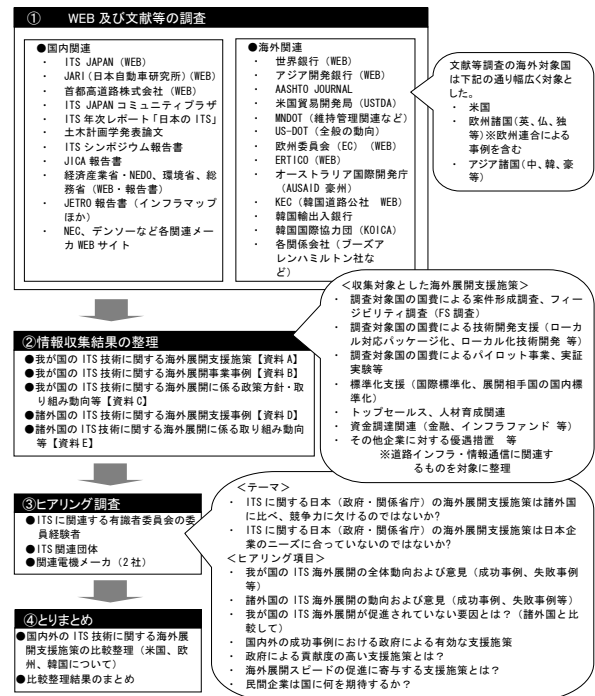 ① WEB 及び文献等の調査
●国内関連
・ ITS JAPAN（WEB）
・ JARI（日本自動車研究所）（WEB）
・ 首都高道路株式会社（WEB）
・ ITS JAPAN コミュニティプラザ
・ ITS 年次レポート「日本の ITS」
・ 土木計画学発表論文
・ ITS シンポジウム報告書
・ JICA 報告書
・ 経済産業省・NEDO、環境省、総
務省（WEB・報告書）
・ JETRO 報告書（インフラマップ
ほか）
・ NEC、デンソーなど各関連メー
カ WEB サイト
●海外関連
・ 世界銀行（WEB）
・ アジア開発銀行（WEB）
・ AASHTO JOURNAL
・ 米国貿易開発局（USTDA）
・ MNDOT（維持管理関連など）
・ US-DOT（全般の動向）
・ 欧州委員会（EC）（WEB）
・ ERTICO（WEB）
・ オーストラリア国際開発庁
（AUSAID 豪州）
・ KEC（韓国道路公社 WEB）
・ 韓国輸出入銀行
・ 韓国国際協力団（KOICA）
・ 各関係会社（ブーズア
レンハミルトン社な
ど）
文献等調査の海外対象国
は下記の通り幅広く対象と
した。
・ 米国
・ 欧州諸国（英、仏、独
等）※欧州連合による
事例を含む
・ アジア諸国（中、韓、豪
等）
②情報収集結果の整理
●我が国の ITS 技術に関する海外展開支援施策【資料 A】
●我が国の ITS 技術に関する海外展開事業事例【資料 B】
●我が国の ITS 技術に関する海外展開に係る政策方針・取
り組み動向等【資料 C】
●諸外国の ITS 技術に関する海外展開支援事例【資料 D】
●諸外国の ITS 技術に関する海外展開に係る取り組み動向
等【資料 E】
＜収集対象とした海外展開支援施策＞
・ 調査対象国の国費による案件形成調査、フィー
ジビリティ調査（FS 調査）
・ 調査対象国の国費による技術開発支援（ローカ
ル対応パッケージ化、ローカル化技術開発 等）
・ 調査対象国の国費によるパイロット事業、実証
実験等
・ 標準化支援（国際標準化、展開相手国の国内標
準化）
・ トップセールス、人材育成関連
・ 資金調達関連（金融、インフラファンド 等）
・ その他企業に対する優遇措置 等
※道路インフラ・情報通信に関連す
るものを対象に整理
③ヒアリング調査
●ITS に関連する有識者委員会の委
員経験者
●ITS 関連団体
●関連電機メーカ（2 社）
＜テーマ＞
・ ITS に関する日本（政府・関係省庁）の海外展開支援施策は諸外国
に比べ、競争力に欠けるのではないか?
・ ITS に関する日本（政府・関係省庁）の海外展開支援施策は日本企
業のニーズに合っていないのではないか?
＜ヒアリング項目＞
・ 我が国の ITS 海外展開の全体動向および意見（成功事例、失敗事例
等）
・ 諸外国の ITS 海外展開の動向および意見（成功事例、失敗事例等）
・ 我が国の ITS 海外展開が促進されていない要因とは？（諸外国と比
較して）
・ 国内外の成功事例における政府による有効な支援施策
・ 政府による貢献度の高い支援施策とは？
・ 海外展開スピードの促進に寄与する支援施策とは？
・ 民間企業は国に何を期待するか？
④とりまとめ
●国内外の ITS 技術に関する海外展
開支援施策の比較整理（米国、欧
州、韓国について）
●比較整理結果のまとめ